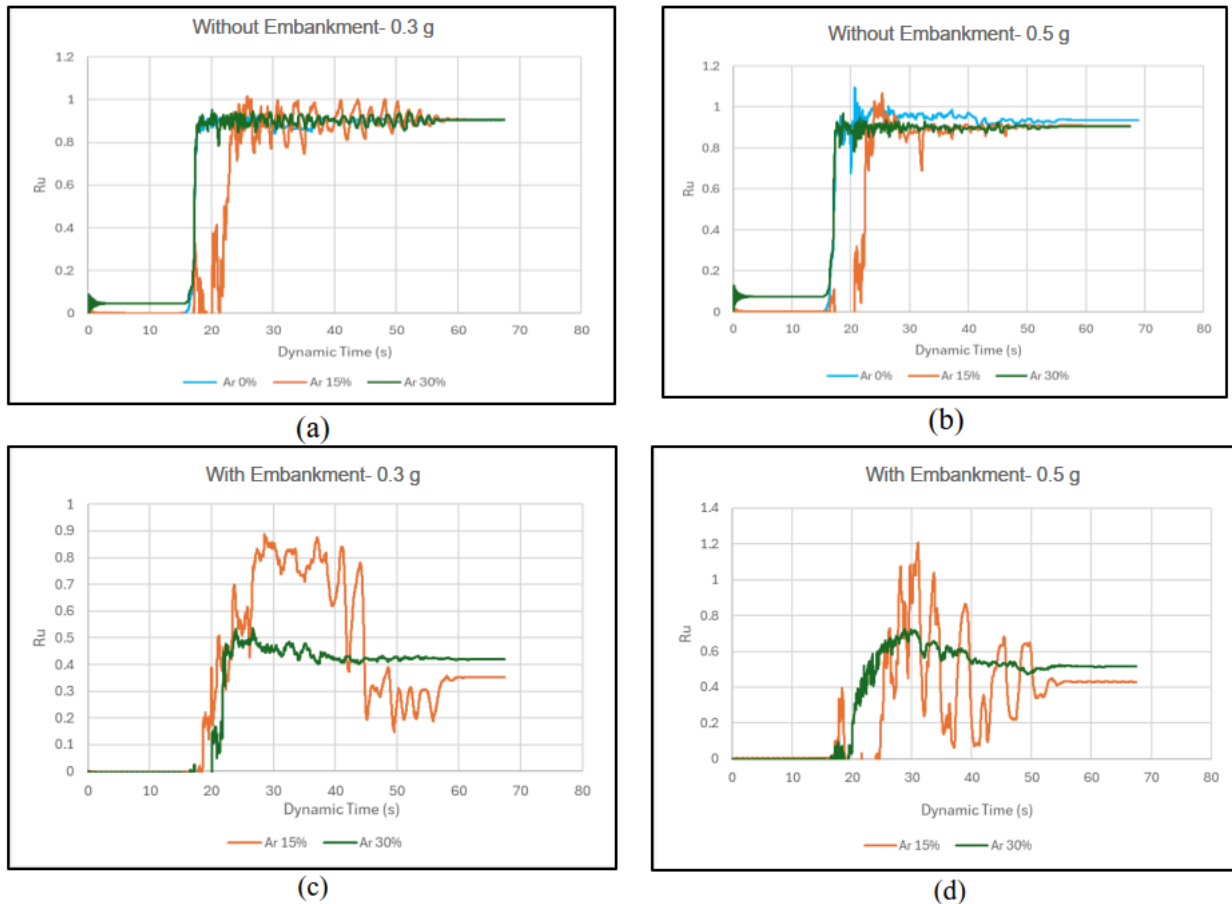 Without Embankment- 0.3 g
1.2
1
0.8
0.6
0.4
0.2
0
Ru
0 10 20 30 40 50 60 70 80
Dynamic Time (s)
Ar 0% Ar 15% Ar 30%
(a)
Without Embankment- 0.5 g
1.2
1
0.8
0.6
0.4
0.2
0
Ru
0 10 20 30 40 50 60 70 80
Dynamic Time (s)
Ar 0% Ar 15% Ar 30%
(b)
With Embankment- 0.3 g
1
0.9
0.8
0.7
0.6
0.5
0.4
0.3
0.2
0.1
0
Ru
0 10 20 30 40 50 60 70 80
Dynamic Time (s)
Ar 15% Ar 30%
(c)
With Embankment- 0.5 g
1.4
1.2
1
0.8
0.6
0.4
0.2
0
Ru
0 10 20 30 40 50 60 70 80
Dynamic Time (s)
Ar 15% Ar 30%
(d)